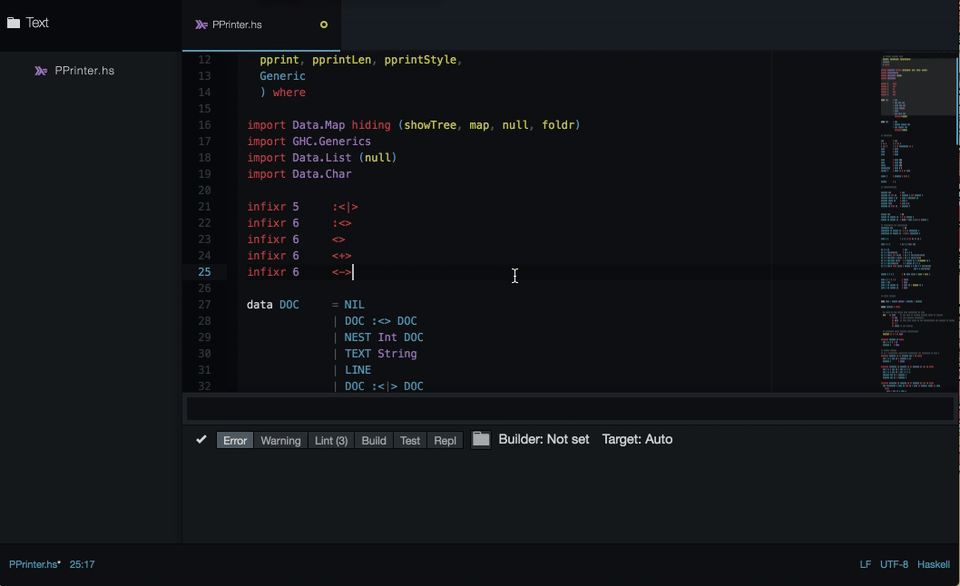 Text
PPrinter.hs
PPrinter.hs
12 pprint, pprintLen, pprintStyle,
13 Generic
14 ) where
15
16 import Data.Map hiding (showTree, map, null, foldr)
17 import GHC.Generics
18 import Data.List (null)
19 import Data.Char
20
21 infixr 5 :<|>
22 infixr 6 :<>
23 infixr 6 <>
24 infixr 6 <+>
25 infixr 6 <->
26
27 data DOC = NIL
28 | DOC :<> DOC
29 | NEST Int DOC
30 | TEXT String
31 | LINE
32 | DOC :<|> DOC
Error Warning Lint (3) Build Test Repl Builder: Not set Target: Auto
PPrinter.hs* 25:17 LF UTF-8 Haskell